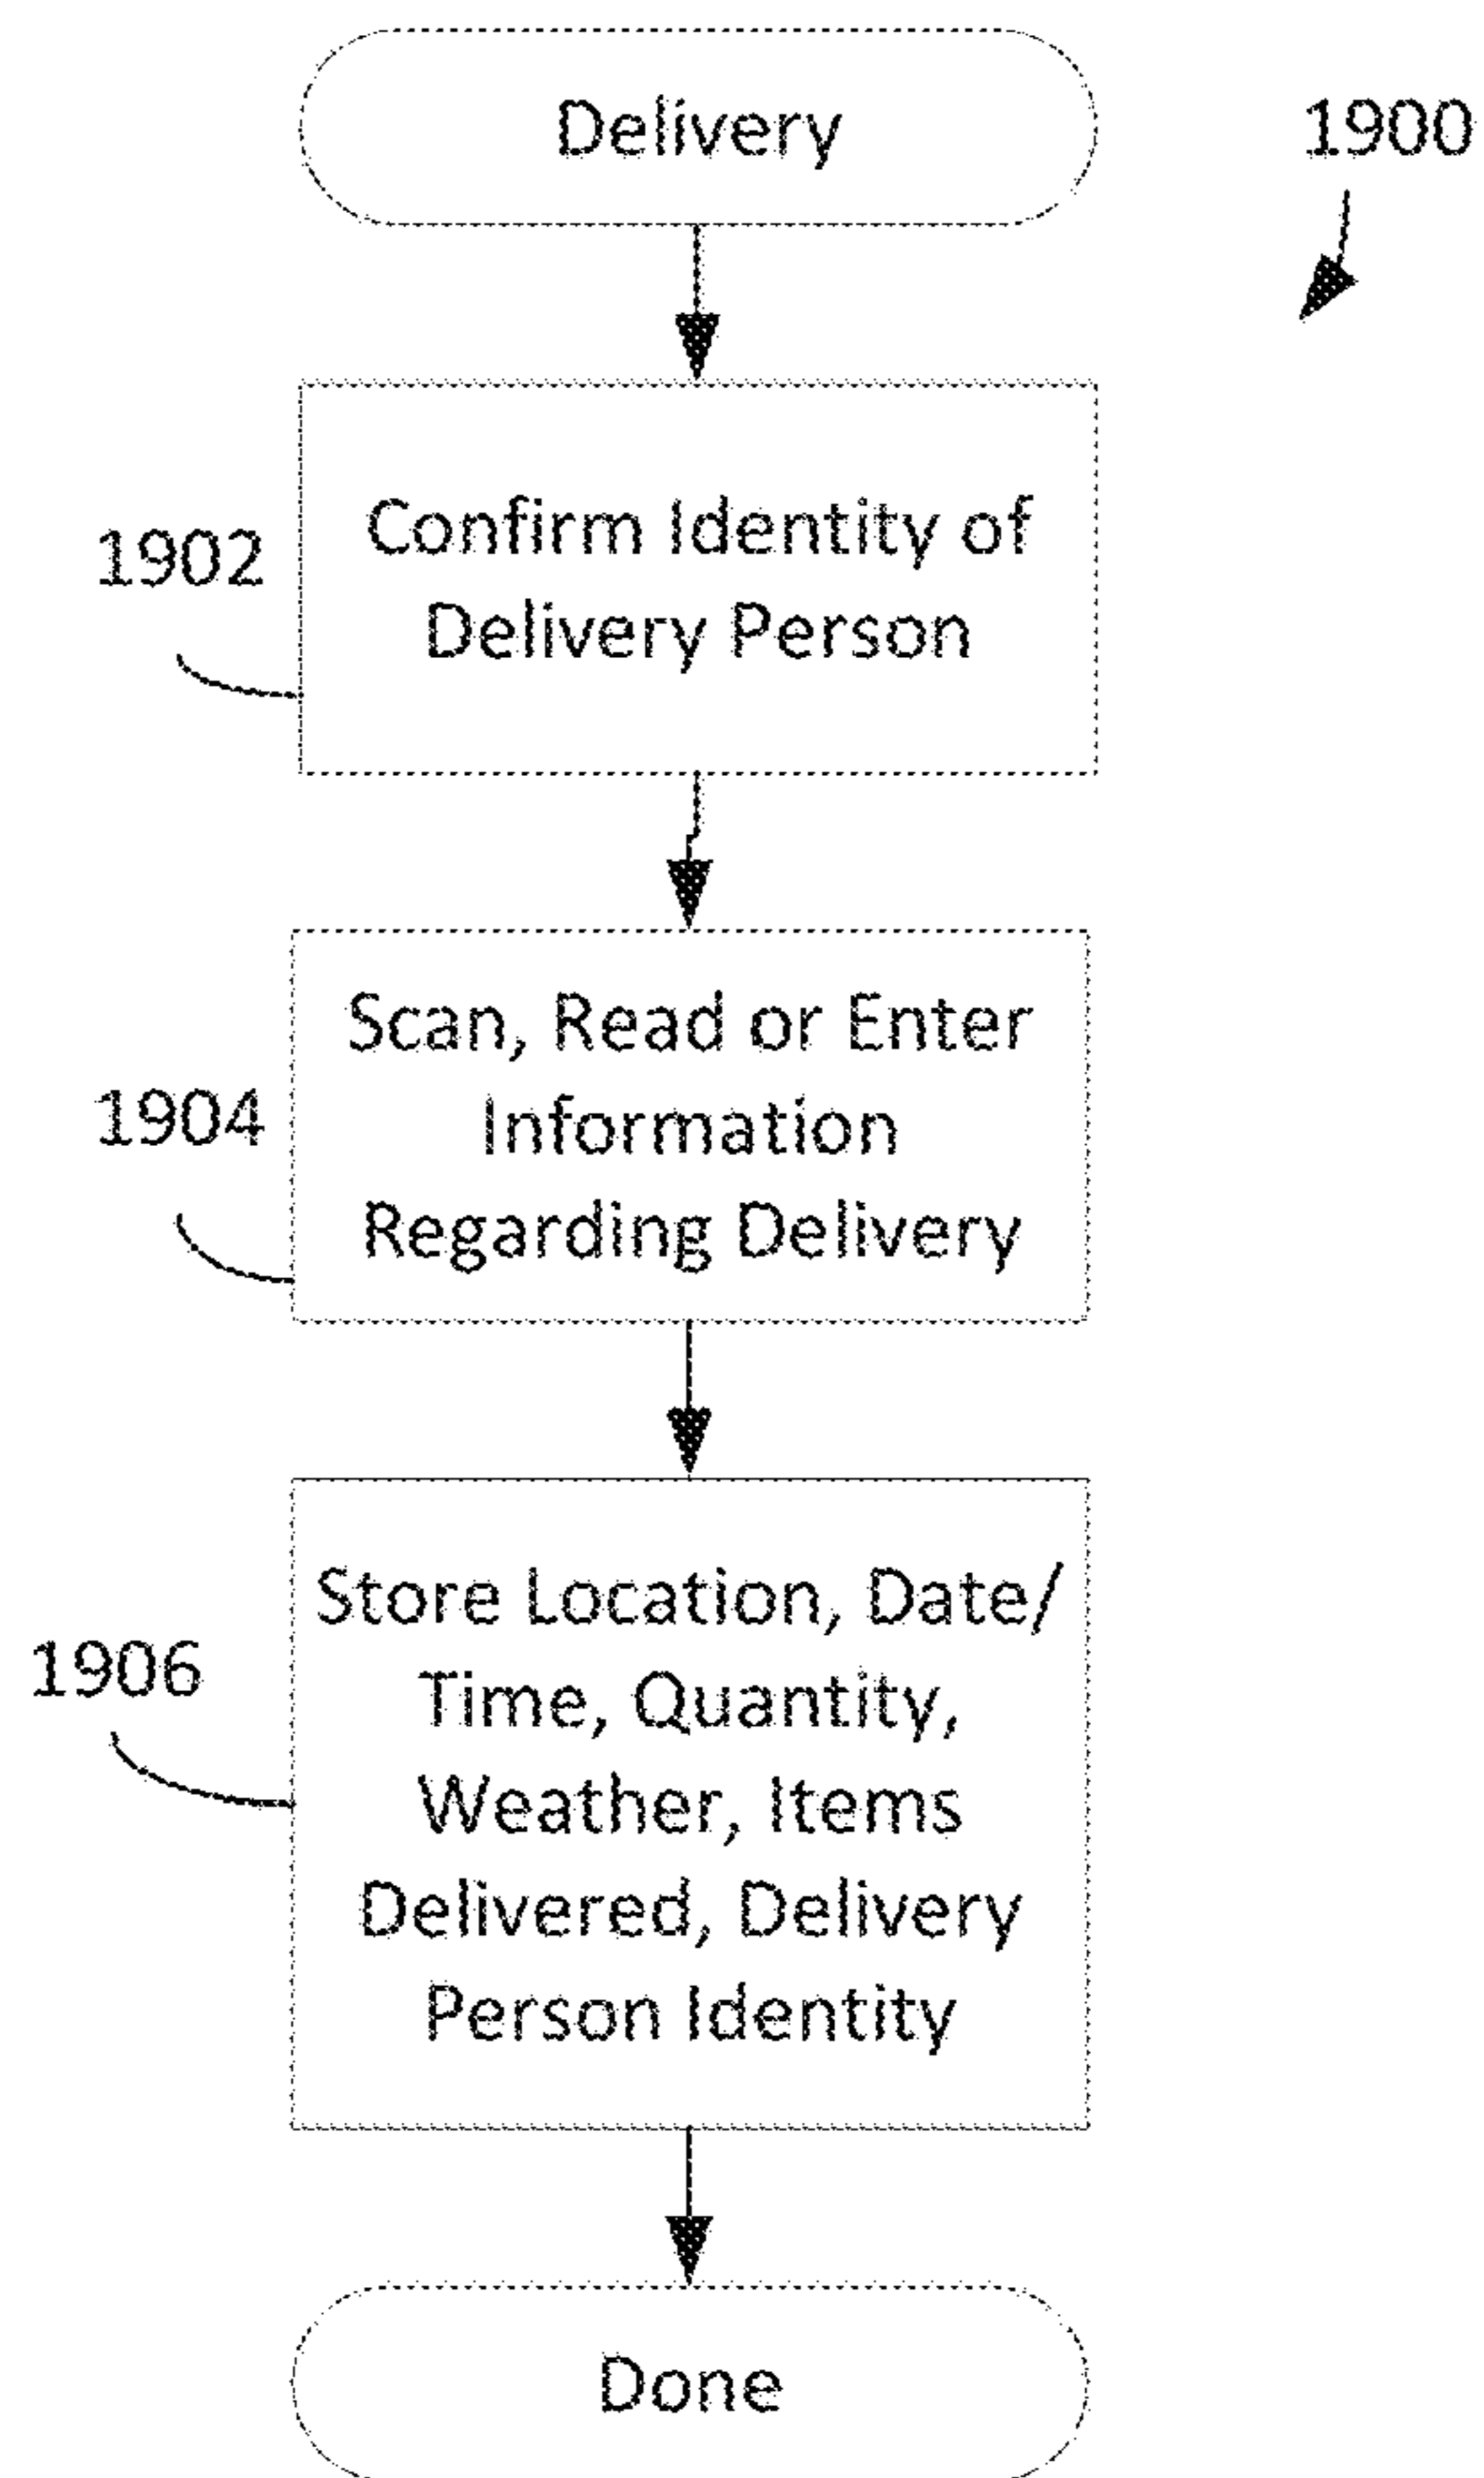 Delivery
1900
Confirm Identity of
Delivery Person
1902
Scan, Read or Enter
Information
Regarding Delivery
1904
Store Location, Date/
Time, Quantity,
Weather, Items
Delivered, Delivery
Person Identity
1906
Done